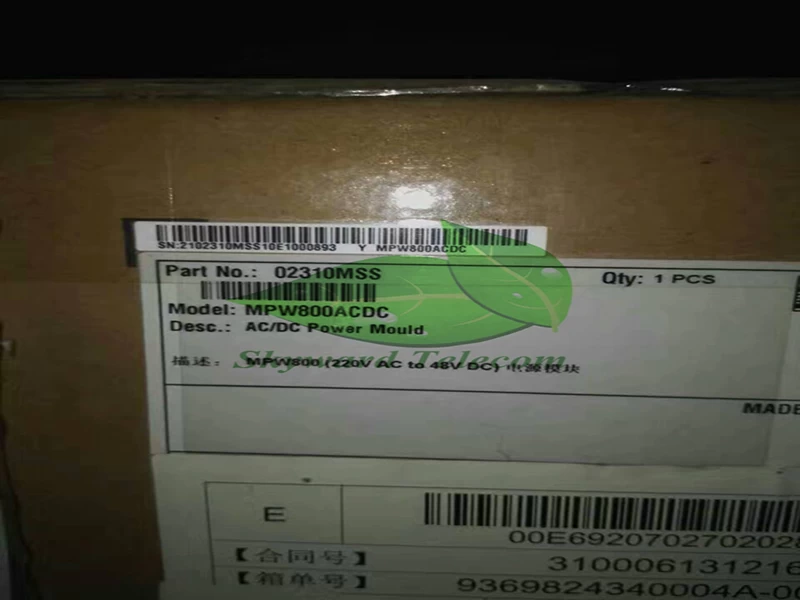 SN:2102310MSS10E1000893 Y MPW800ACDC
Part No.: 02310MSS
Qty: 1 PCS
Model: MPW800ACDC
Desc.: AC/DC Power Mould
描述: MPW800 (220V AC to 48V DC) 电源模块
Skyward Telecom
MADE
E
00E6920702702028
【合同号】 310006131216
【箱单号】 9369824340004A-00